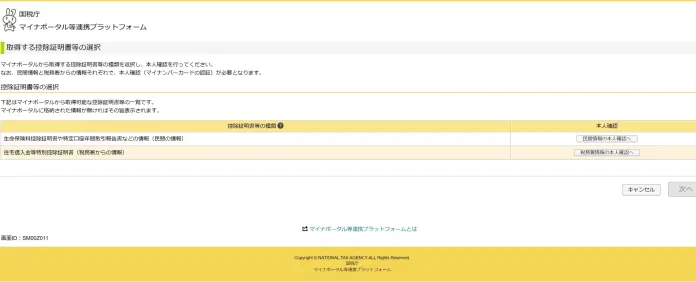 国税庁
マイナポータル等連携プラットフォーム
取得する控除証明書等の選択
マイナポータルから取得する控除証明書等の種類を選択し、本人確認を行ってください。
なお、民間情報と税務署からの情報それぞれで、本人確認（マイナンバーカードの認証）が必要となります。
控除証明書等の選択
下記はマイナポータルから取得可能な控除証明書等の一覧です。
マイナポータルに格納された情報が無ければその旨表示されます。
控除証明書等の種類 本人確認
生命保険料控除証明書や特定口座年間取引報告書などの情報（民間の情報） 民間情報の本人確認へ
住宅借入金等特別控除証明書（税務署からの情報） 税務署情報の本人確認へ
キャンセル 次へ
マイナポータル等連携プラットフォームとは
画面ID：SM00Z011
Copyright © NATIONAL TAX AGENCY ALL Rights Reserved.
国税庁
マイナポータル等連携プラットフォーム